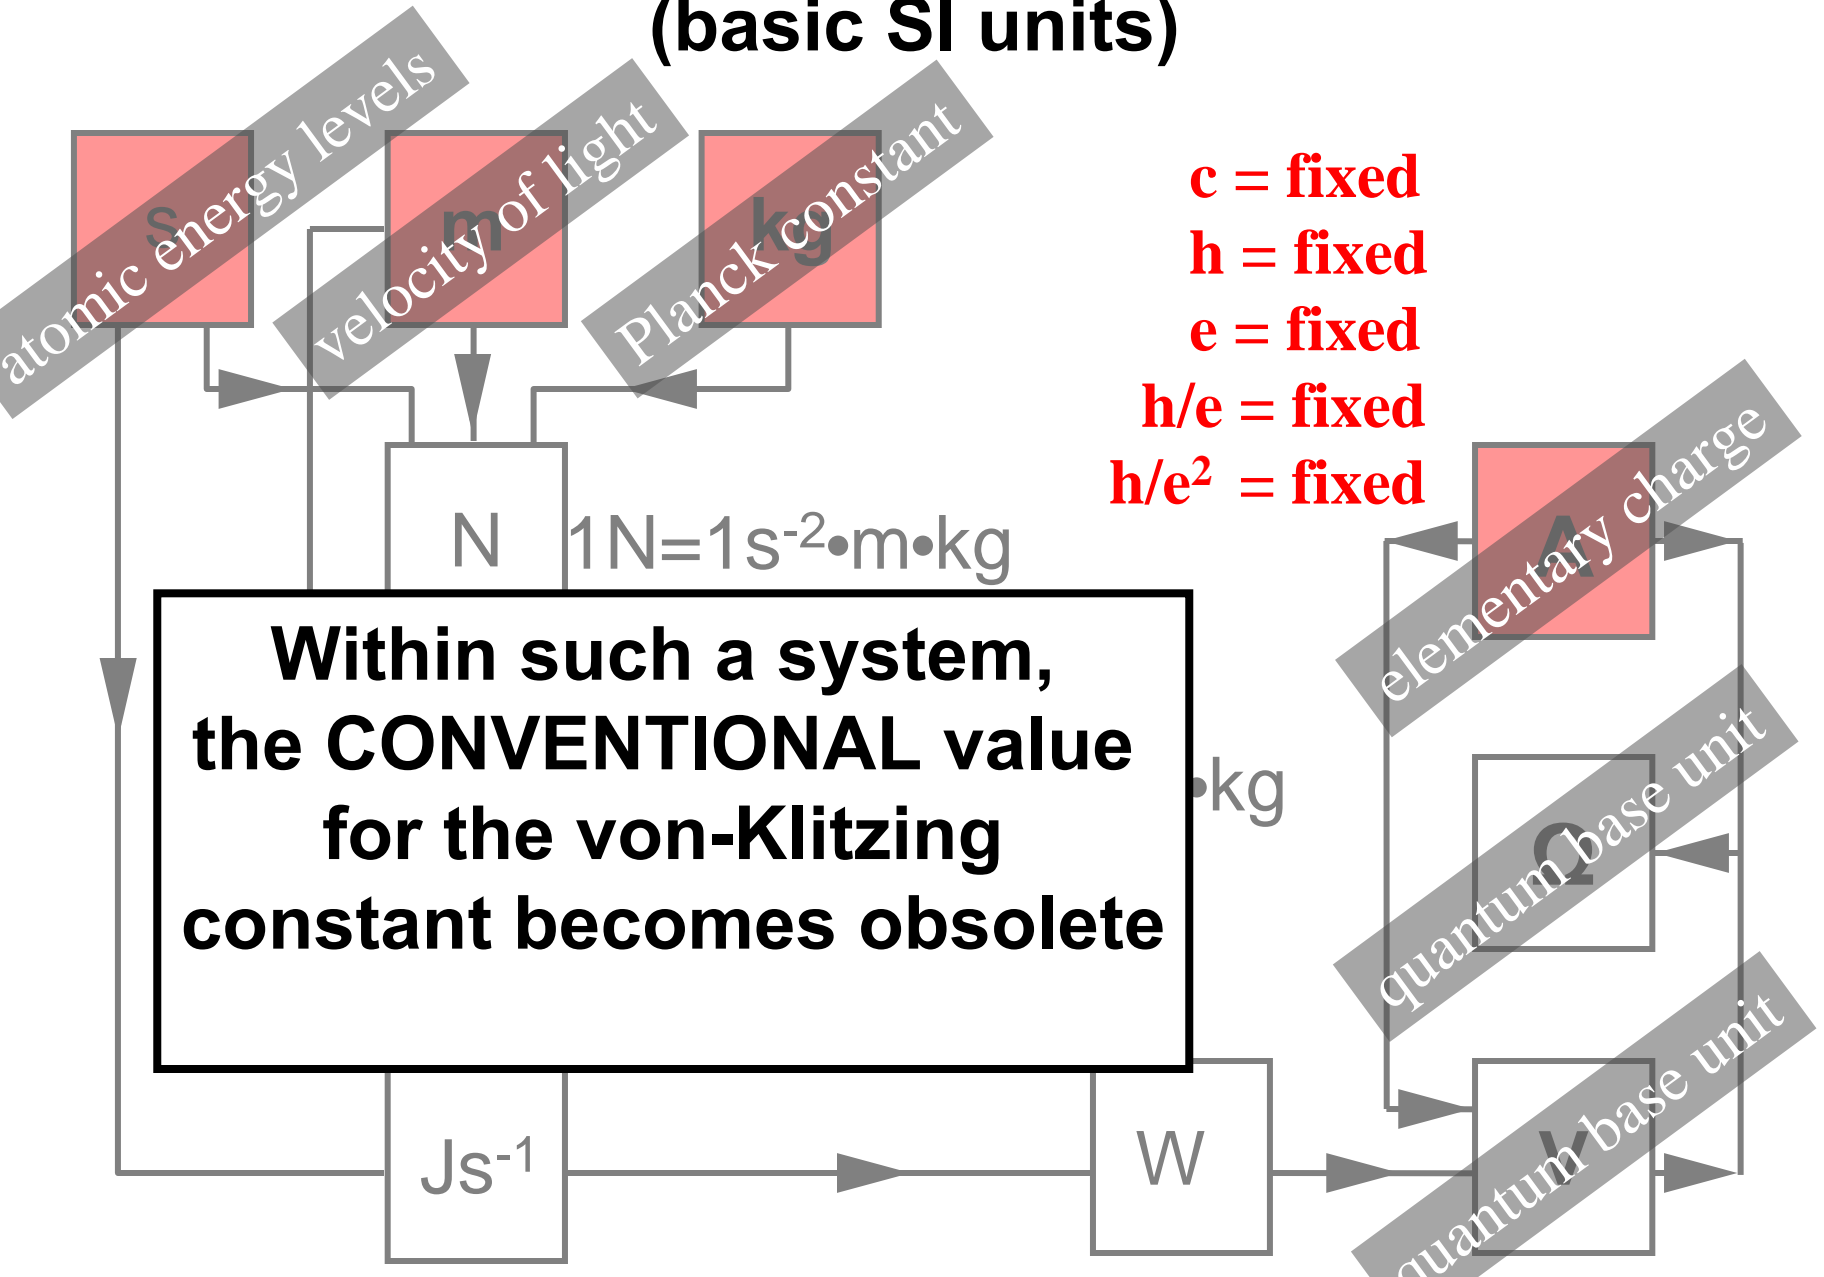 (basic SI units)
atomic energy levels
velocity of light
Planck constant
s
m
kg
c = fixed
h = fixed
e = fixed
h/e = fixed
h/e² = fixed
N
1N=1s⁻²•m•kg
A
elementary charge
Within such a system,
the CONVENTIONAL value
for the von-Klitzing
constant becomes obsolete
•kg
Ω
quantum base unit
Js⁻¹
W
V
quantum base unit